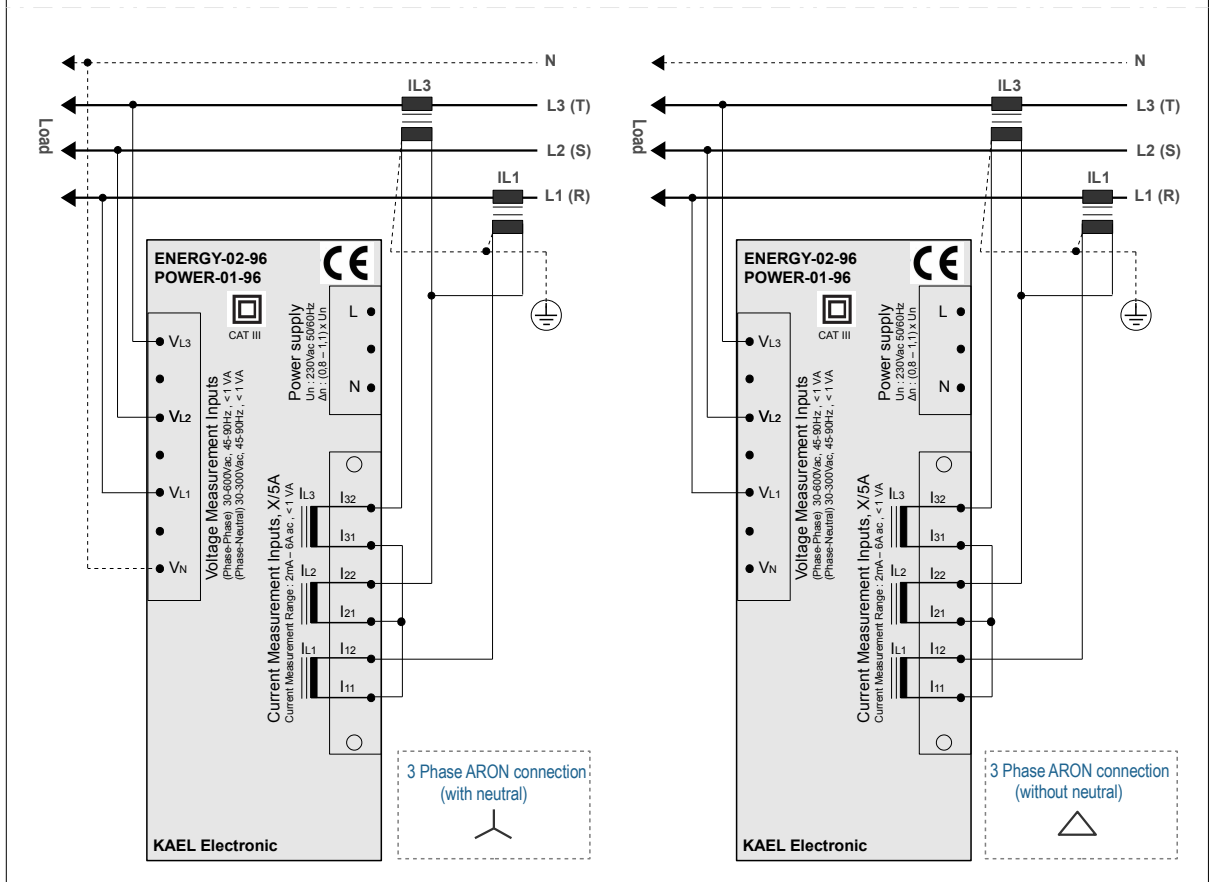 N
IL3
L3 (T)
L2 (S)
IL1
L1 (R)
Load
ENERGY-02-96
POWER-01-96
CE
CAT III
Power supply
Un : 230Vac 50/60Hz
Δn : (0,8 – 1,1) x Un
L
N
VL3
VL2
VL1
VN
Voltage Measurement Inputs
(Phase-Phase) 30-600Vac, 45-90Hz , < 1 VA
(Phase-Neutral) 30-300Vac, 45-90Hz , < 1 VA
Current Measurement Inputs, X/5A
Current Measurement Range : 2mA – 6A ac , < 1 VA
IL3
I32
I31
IL2
I22
I21
IL1
I12
I11
3 Phase ARON connection
(with neutral)
KAEL Electronic
N
IL3
L3 (T)
L2 (S)
IL1
L1 (R)
Load
ENERGY-02-96
POWER-01-96
CE
CAT III
Power supply
Un : 230Vac 50/60Hz
Δn : (0,8 – 1,1) x Un
L
N
VL3
VL2
VL1
VN
Voltage Measurement Inputs
(Phase-Phase) 30-600Vac, 45-90Hz , < 1 VA
(Phase-Neutral) 30-300Vac, 45-90Hz , < 1 VA
Current Measurement Inputs, X/5A
Current Measurement Range : 2mA – 6A ac , < 1 VA
IL3
I32
I31
IL2
I22
I21
IL1
I12
I11
3 Phase ARON connection
(without neutral)
KAEL Electronic